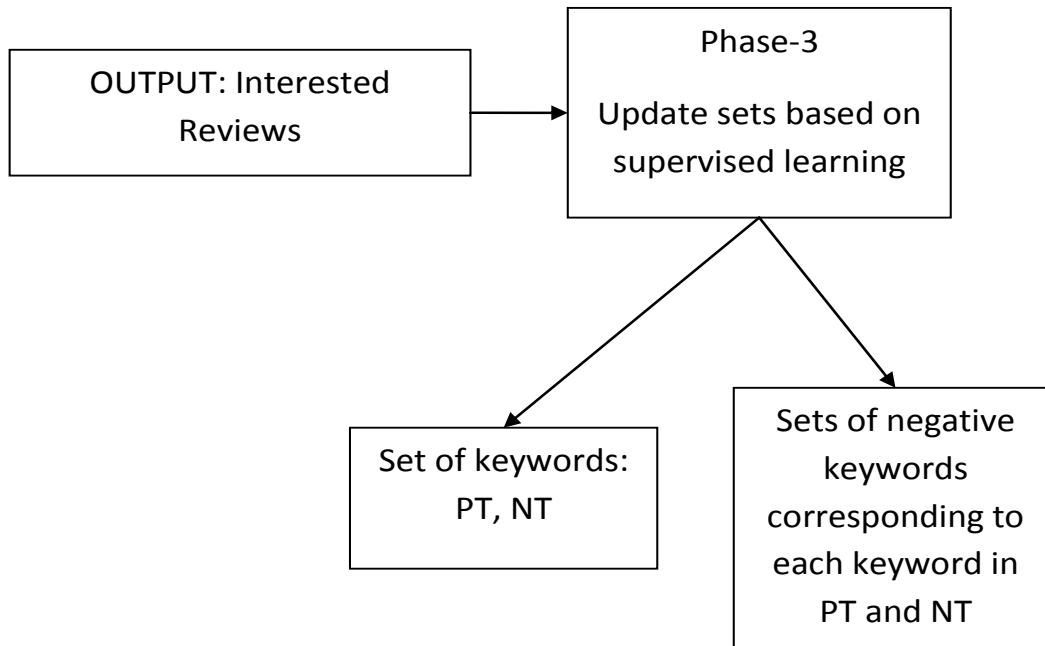 OUTPUT: Interested
Reviews
Phase-3
Update sets based on
supervised learning
Set of keywords:
PT, NT
Sets of negative
keywords
corresponding to
each keyword in
PT and NT